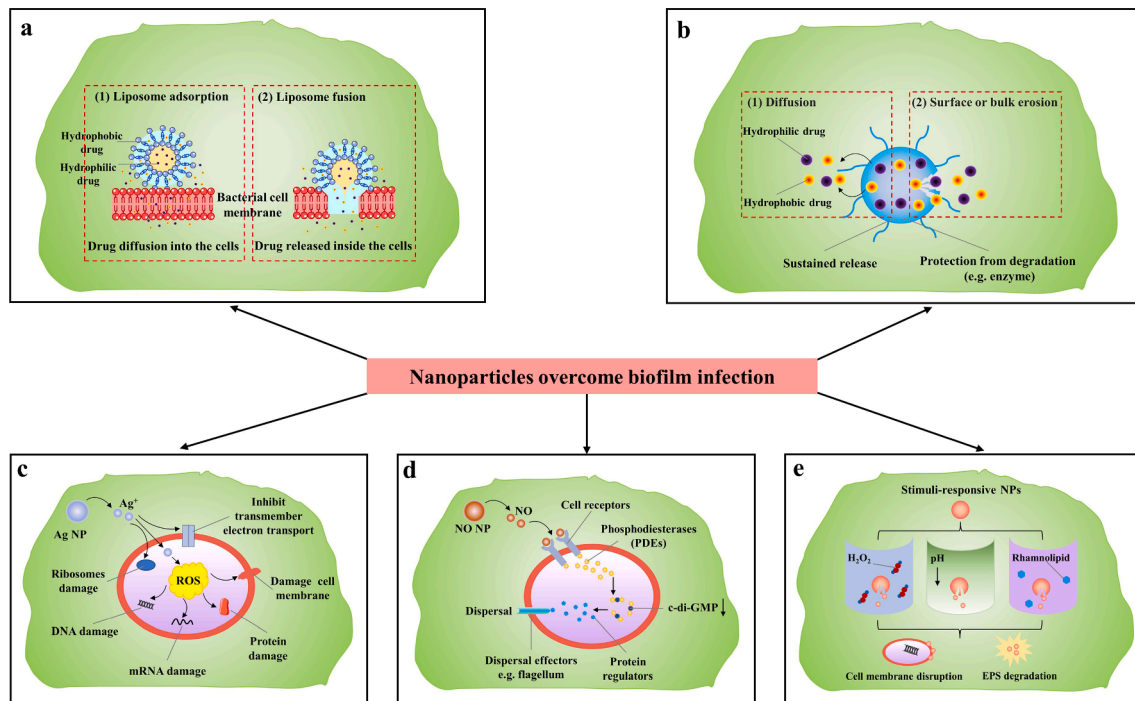 a
(1) Liposome adsorption
(2) Liposome fusion
Hydrophobic
drug
Hydrophilic
drug
Bacterial cell
membrane
Drug diffusion into the cells
Drug released inside the cells
b
(1) Diffusion
(2) Surface or bulk erosion
Hydrophilic drug
Hydrophobic drug
Sustained release
Protection from degradation
(e.g. enzyme)
Nanoparticles overcome biofilm infection
c
Ag NP
Ag⁺
Inhibit
transmember
electron transport
Ribosomes
damage
ROS
Damage cell
membrane
DNA damage
mRNA damage
Protein
damage
d
NO NP
NO
Cell receptors
Phosphodiesterases
(PDEs)
Dispersal
c-di-GMP
Dispersal effectors
e.g. flagellum
Protein
regulators
e
Stimuli-responsive NPs
H₂O₂
pH
Rhamnolipid
Cell membrane disruption
EPS degradation